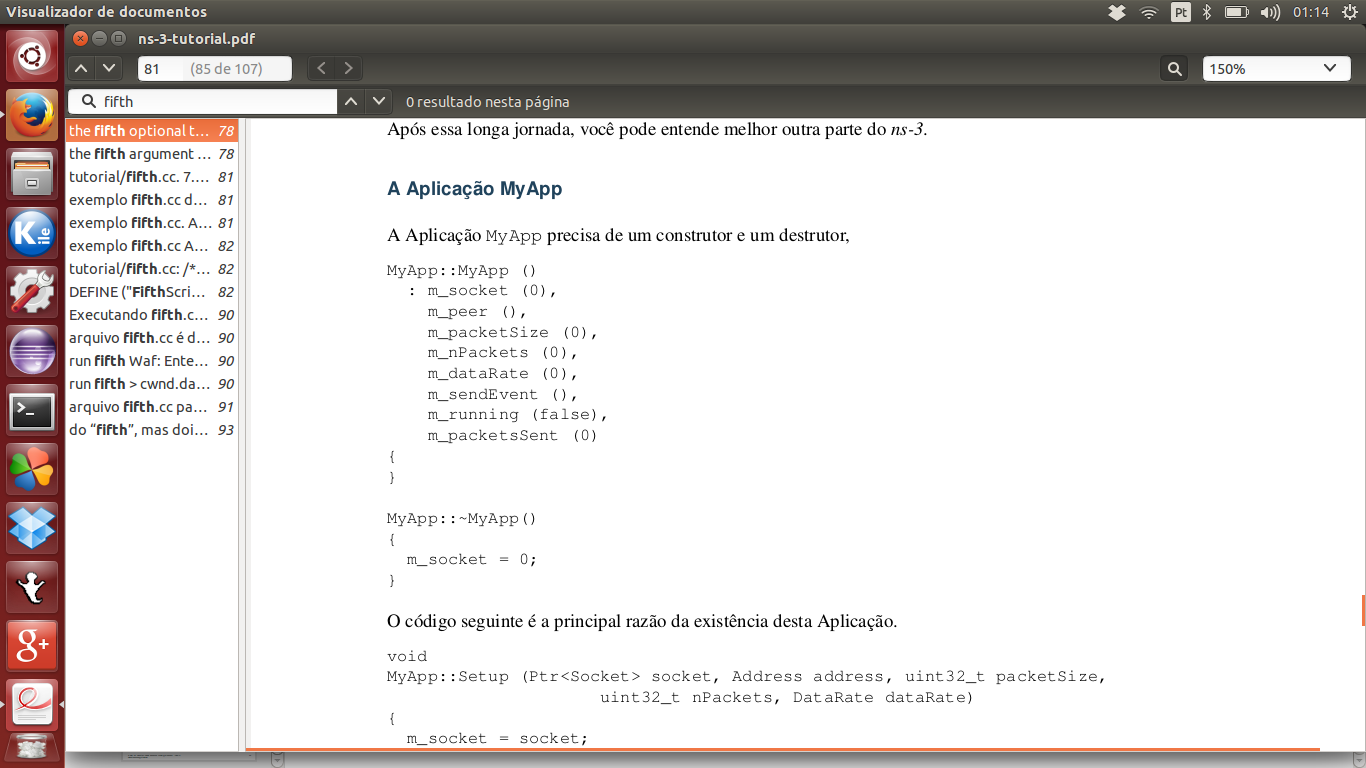 Visualizador de documentos
Pt
01:14
ns-3-tutorial.pdf
81 (85 de 107)
150%
fifth
0 resultado nesta página
the fifth optional t... 78
the fifth argument ... 78
tutorial/fifth.cc. 7.... 81
exemplo fifth.cc d... 81
exemplo fifth.cc. A... 81
exemplo fifth.cc A... 82
tutorial/fifth.cc: /*... 82
DEFINE ("FifthScri... 82
Executando fifth.c... 90
arquivo fifth.cc é d... 90
run fifth Waf: Ente... 90
run fifth > cwnd.da... 90
arquivo fifth.cc pa... 91
do “fifth”, mas doi... 93
Após essa longa jornada, você pode entende melhor outra parte do ns-3.
A Aplicação MyApp
A Aplicação MyApp precisa de um construtor e um destrutor,
MyApp::MyApp ()
  : m_socket (0),
    m_peer (),
    m_packetSize (0),
    m_nPackets (0),
    m_dataRate (0),
    m_sendEvent (),
    m_running (false),
    m_packetsSent (0)
{
}
MyApp::~MyApp()
{
  m_socket = 0;
}
O código seguinte é a principal razão da existência desta Aplicação.
void
MyApp::Setup (Ptr<Socket> socket, Address address, uint32_t packetSize,
                     uint32_t nPackets, DataRate dataRate)
{
  m_socket = socket;